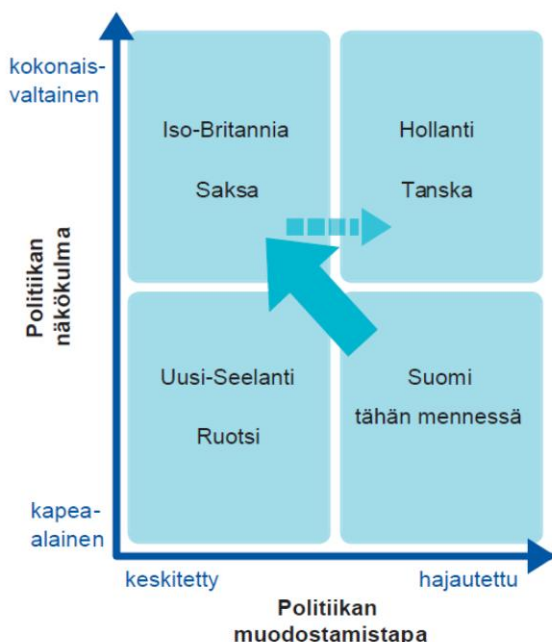 kokonais-
valtainen
Iso-Britannia
Saksa
Hollanti
Tanska
Politiikan
näkökulma
Uusi-Seelanti
Ruotsi
Suomi
tähän mennessä
kapea-
alainen
keskitetty
hajautettu
Politiikan
muodostamistapa